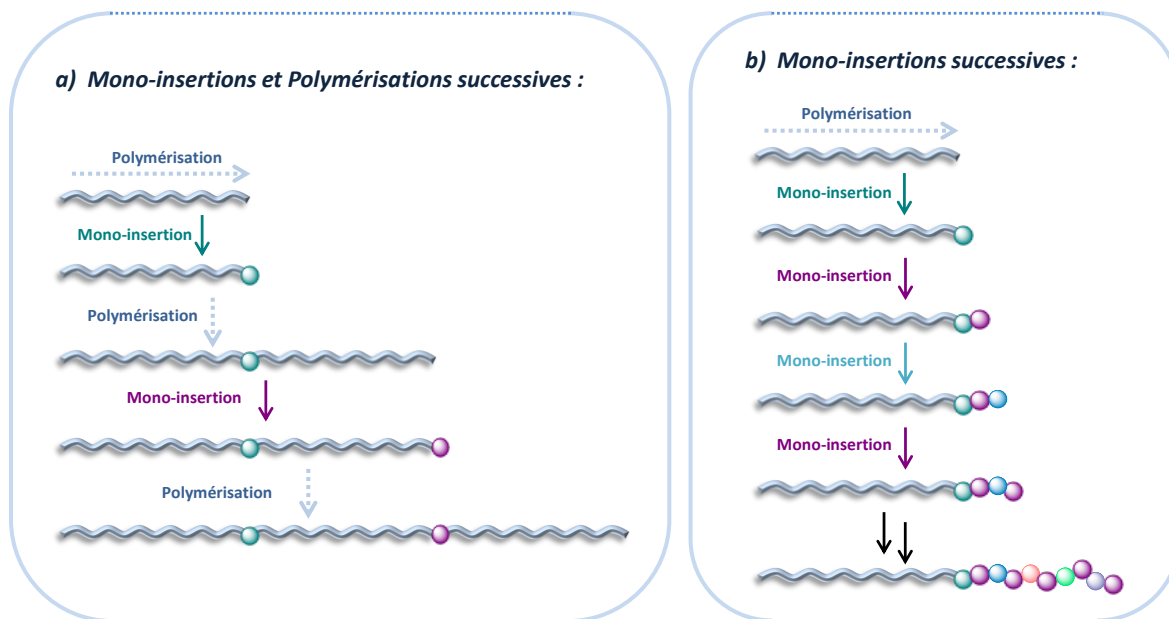 a) Mono-insertions et Polymérisations successives :
Polymérisation
Mono-insertion
Polymérisation
Mono-insertion
Polymérisation
b) Mono-insertions successives :
Polymérisation
Mono-insertion
Mono-insertion
Mono-insertion
Mono-insertion